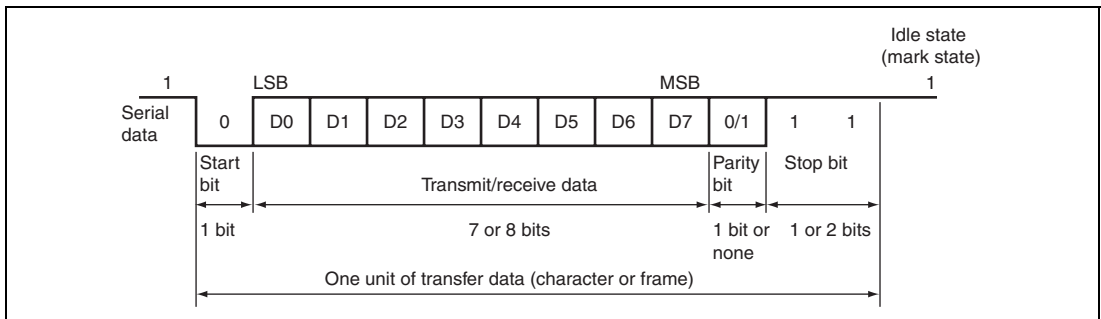 Idle state
(mark state)
1 LSB MSB 1
Serial
data
0 D0 D1 D2 D3 D4 D5 D6 D7 0/1 1 1
Start
bit
Transmit/receive data
Parity
bit
Stop bit
1 bit
7 or 8 bits
1 bit or
none
1 or 2 bits
One unit of transfer data (character or frame)